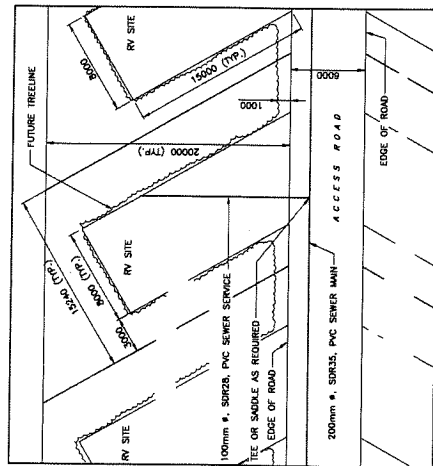 FUTURE TREELINE
RV SITE
8000
15000 (TYP.)
1000
6000
EDGE OF ROAD
20000 (TYP.)
ACCESS ROAD
15240 (TYP.)
8000 (TYP.)
3000
RV SITE
RV SITE
100mm ø, SDR28, PVC SEWER SERVICE
TEE OR SADDLE AS REQUIRED
EDGE OF ROAD
200mm ø, SDR35, PVC SEWER MAIN